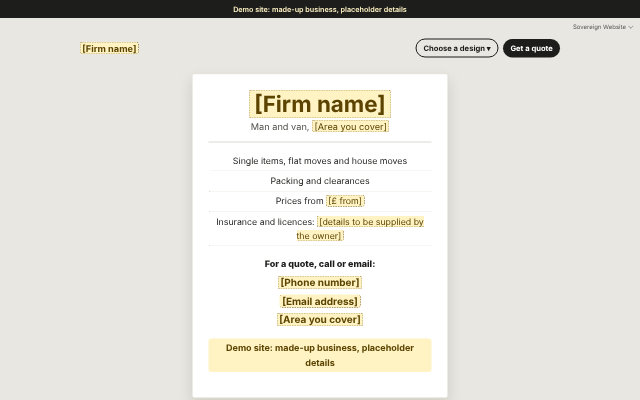 Demo site: made-up business, placeholder details
Sovereign Website
[Firm name]
Choose a design ▾
Get a quote
[Firm name]
Man and van, [Area you cover]
Single items, flat moves and house moves
Packing and clearances
Prices from [£ from]
Insurance and licences: [details to be supplied by
the owner]
For a quote, call or email:
[Phone number]
[Email address]
[Area you cover]
Demo site: made-up business, placeholder
details